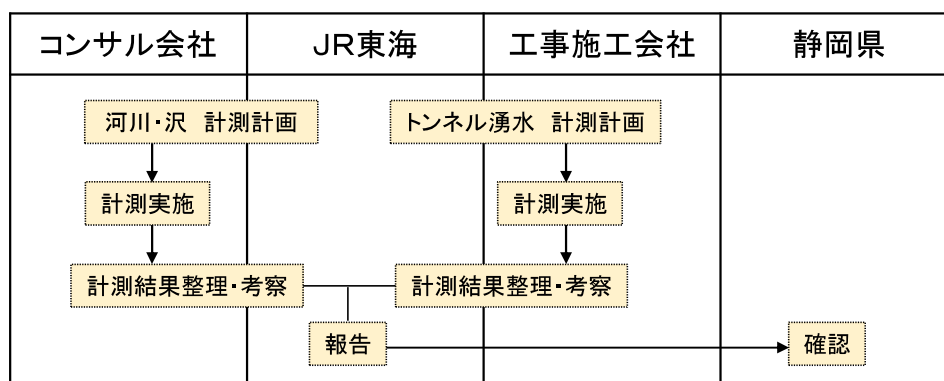 コンサル会社
JR東海
工事施工会社
静岡県
河川・沢 計測計画
トンネル湧水 計測計画
計測実施
計測実施
計測結果整理・考察
計測結果整理・考察
報告
確認